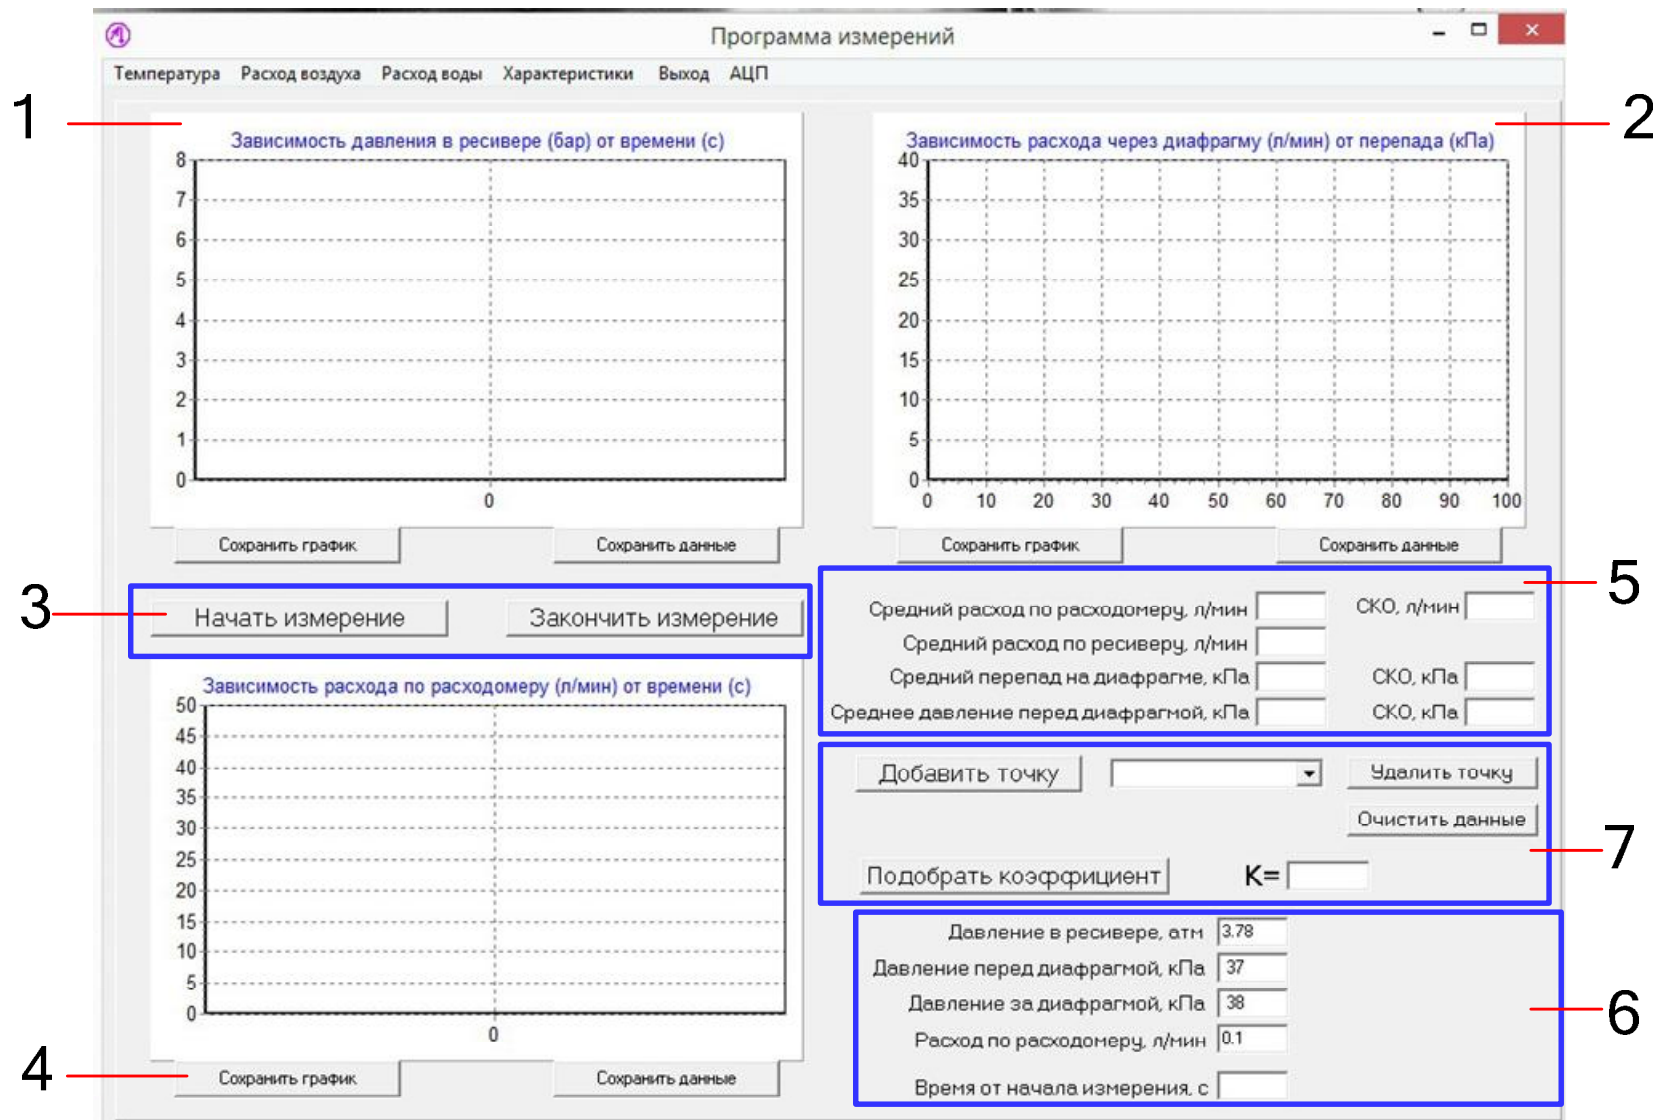 Программа измерений
Температура Расход воздуха Расход воды Характеристики Выход АЦП
1
Зависимость давления в ресивере (бар) от времени (с)
8
7
6
5
4
3
2
1
0
0
Сохранить график Сохранить данные
2
Зависимость расхода через диафрагму (л/мин) от перепада (кПа)
40
35
30
25
20
15
10
5
0
0 10 20 30 40 50 60 70 80 90 100
Сохранить график Сохранить данные
3
Начать измерение Закончить измерение
Зависимость расхода по расходомеру (л/мин) от времени (с)
50
45
40
35
30
25
20
15
10
5
0
0
4
Сохранить график Сохранить данные
5
Средний расход по расходомеру, л/мин СКО, л/мин
Средний расход по ресиверу, л/мин
Средний перепад на диафрагме, кПа СКО, кПа
Среднее давление перед диафрагмой, кПа СКО, кПа
Добавить точку Удалить точку
Очистить данные
7
Подобрать коэффициент К=
Давление в ресивере, атм 3.78
Давление перед диафрагмой, кПа 37
Давление за диафрагмой, кПа 38
6
Расход по расходомеру, л/мин 0.1
Время от начала измерения, с